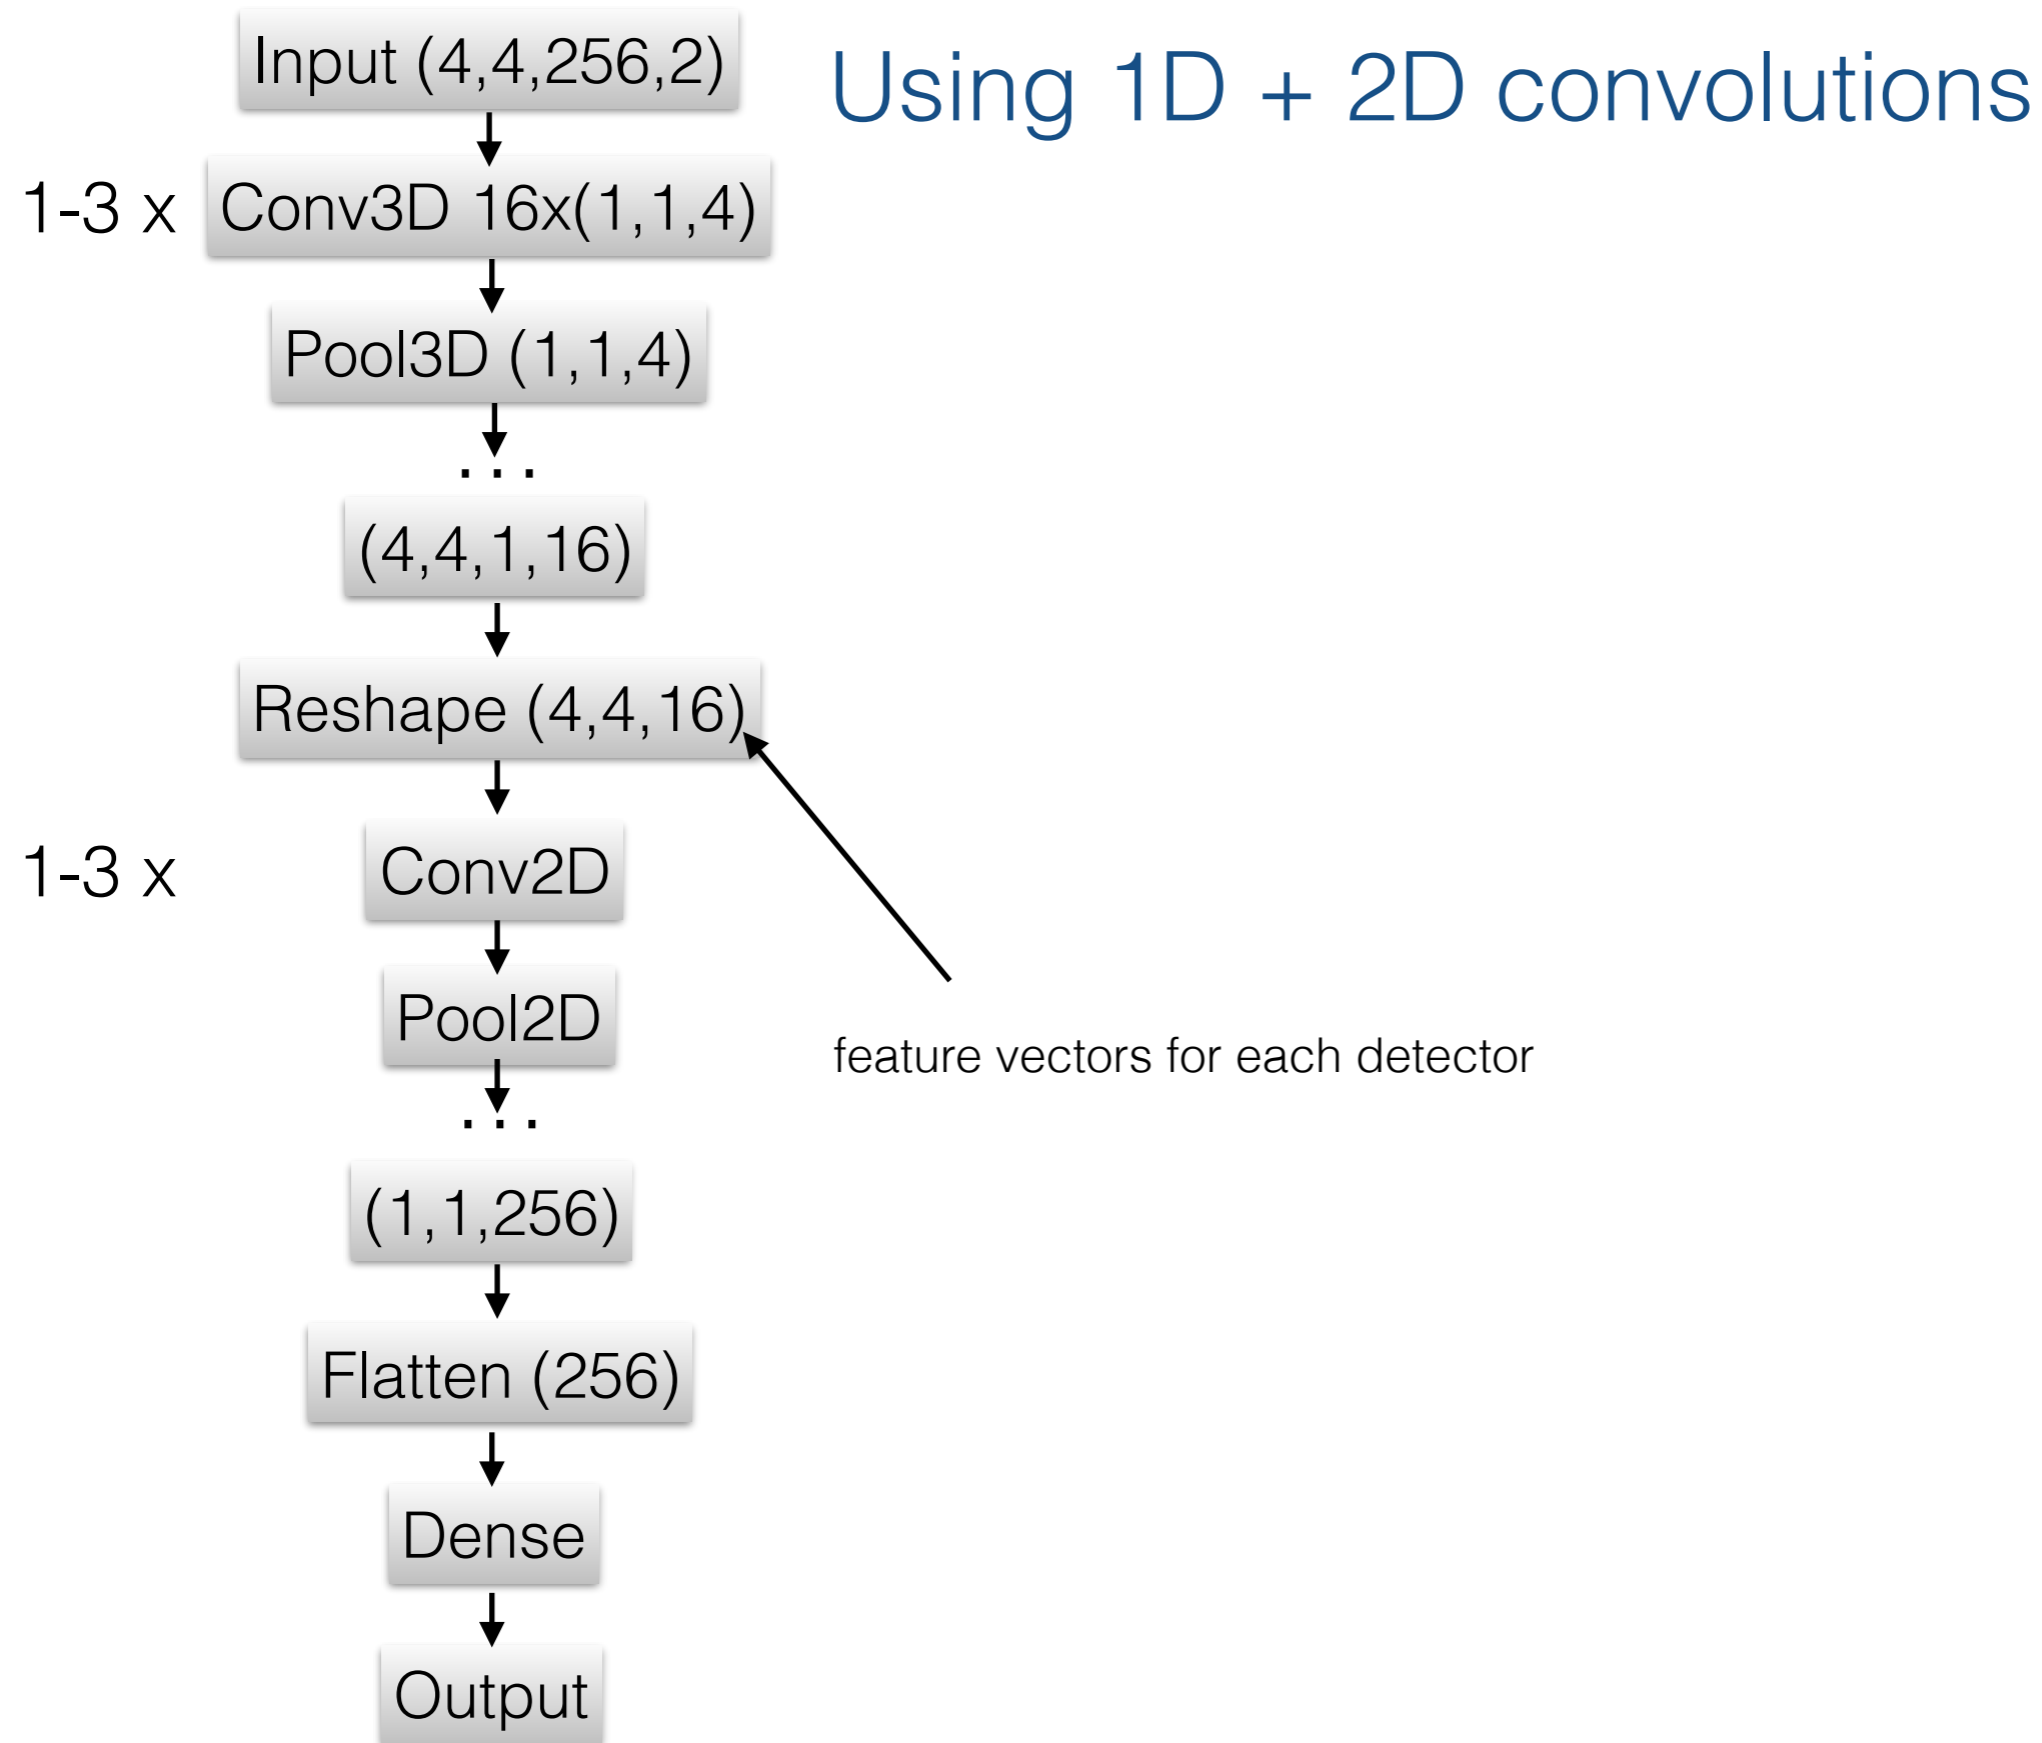 Input (4,4,256,2)
Using 1D + 2D convolutions
1-3 x
Conv3D 16x(1,1,4)
Pool3D (1,1,4)
...
(4,4,1,16)
Reshape (4,4,16)
1-3 x
Conv2D
Pool2D
feature vectors for each detector
...
(1,1,256)
Flatten (256)
Dense
Output